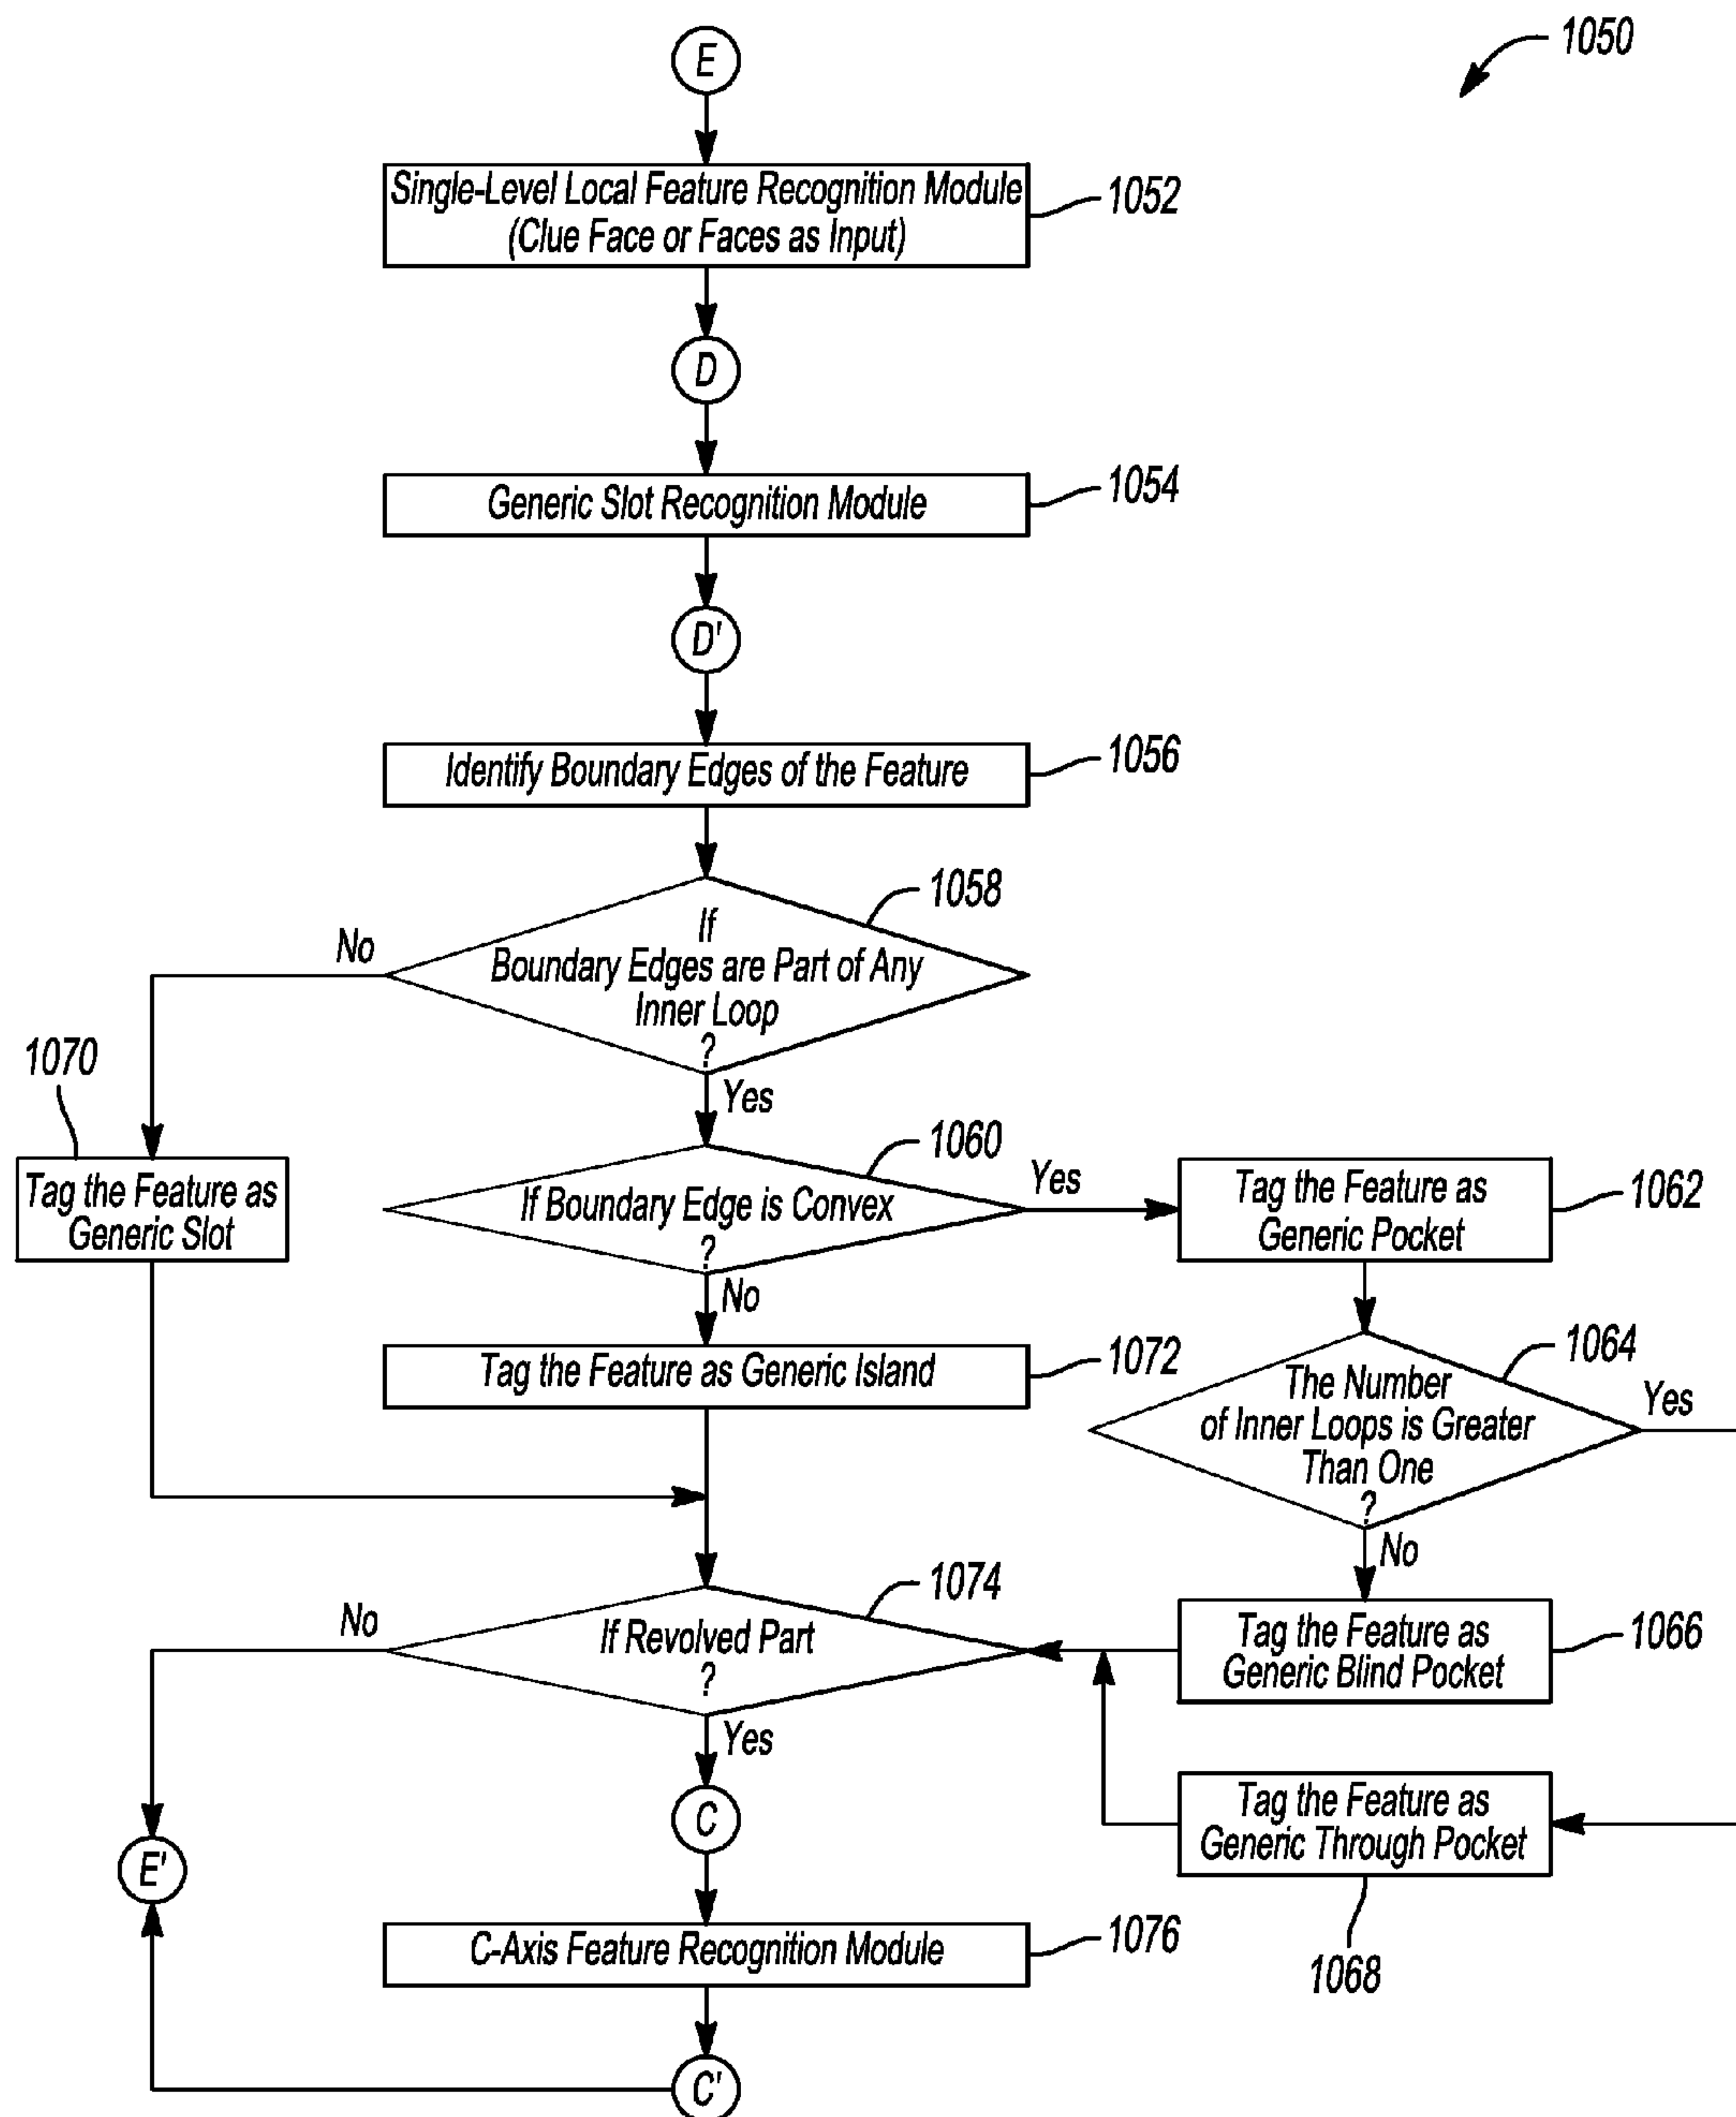 1050
E
Single-Level Local Feature Recognition Module
(Clue Face or Faces as Input)
1052
D
Generic Slot Recognition Module
1054
D'
Identify Boundary Edges of the Feature
1056
1058
If
Boundary Edges are Part of Any
Inner Loop
?
No
Yes
1070
Tag the Feature as
Generic Slot
1060
If Boundary Edge is Convex
?
Yes
No
Tag the Feature as
Generic Pocket
1062
Tag the Feature as Generic Island
1072
1064
The Number
of Inner Loops is Greater
Than One
?
Yes
No
1074
If Revolved Part
?
No
Yes
Tag the Feature as
Generic Blind Pocket
1066
C
Tag the Feature as
Generic Through Pocket
1068
E'
C-Axis Feature Recognition Module
1076
C'